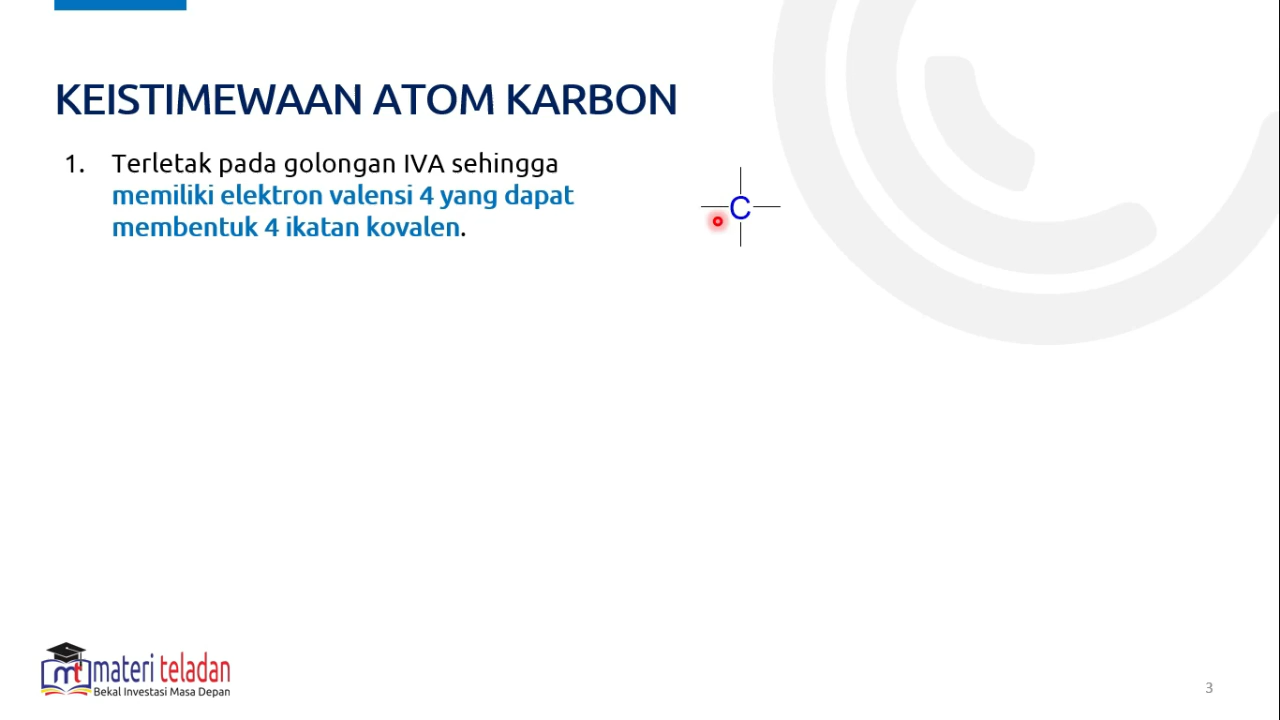 KEISTIMEWAAN ATOM KARBON
1. Terletak pada golongan IVA sehingga
memiliki elektron valensi 4 yang dapat
membentuk 4 ikatan kovalen.
C
mt materi teladan
Bekal Investasi Masa Depan
3